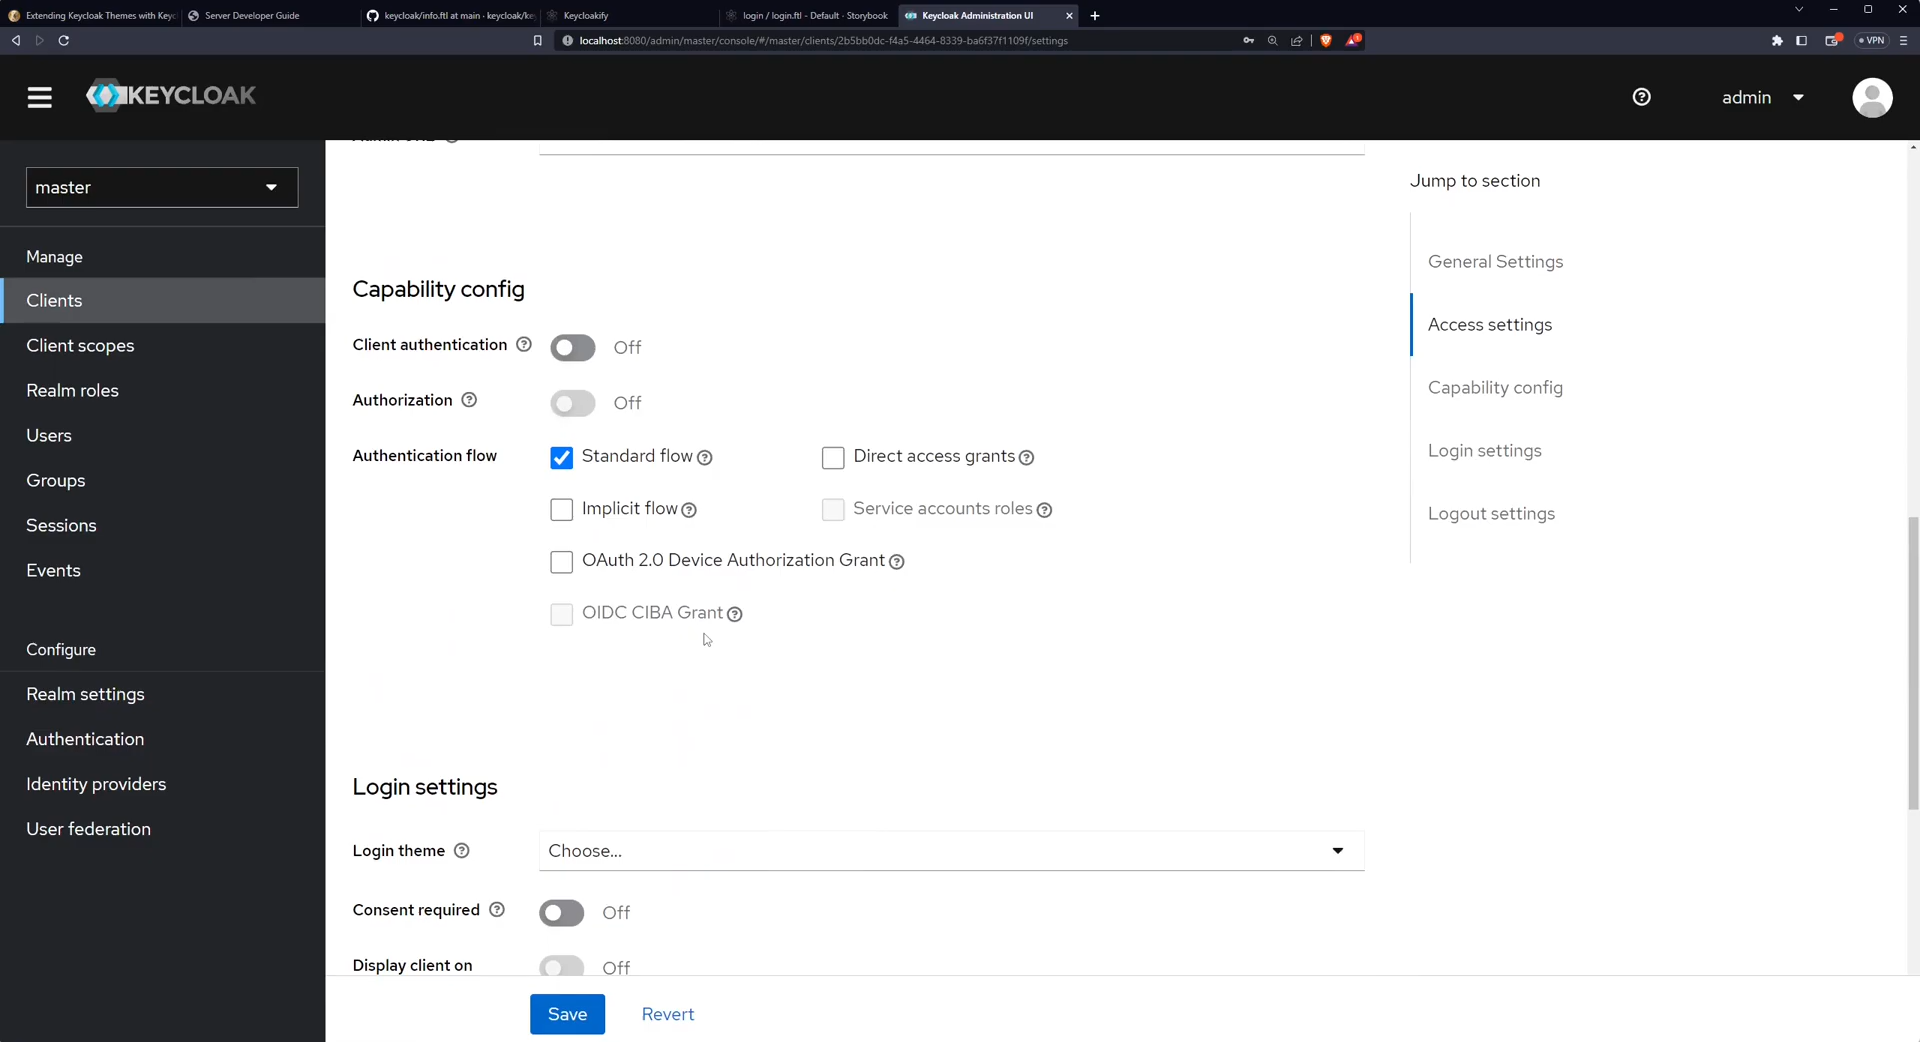 Extending Keycloak Themes with Keyc
Server Developer Guide
keycloak/info.ftl at main · keycloak/ke
Keycloakify
login / login.ftl - Default · Storybook
Keycloak Administration UI
localhost:8080/admin/master/console/#/master/clients/2b5bb0dc-f4a5-4464-8339-ba6f37f1109f/settings
VPN
KEYCLOAK
admin
master
Manage
Clients
Client scopes
Realm roles
Users
Groups
Sessions
Events
Configure
Realm settings
Authentication
Identity providers
User federation
Capability config
Client authentication
Off
Authorization
Off
Authentication flow
Standard flow
Direct access grants
Implicit flow
Service accounts roles
OAuth 2.0 Device Authorization Grant
OIDC CIBA Grant
Login settings
Login theme
Choose...
Consent required
Off
Display client on
Off
Save
Revert
Jump to section
General Settings
Access settings
Capability config
Login settings
Logout settings